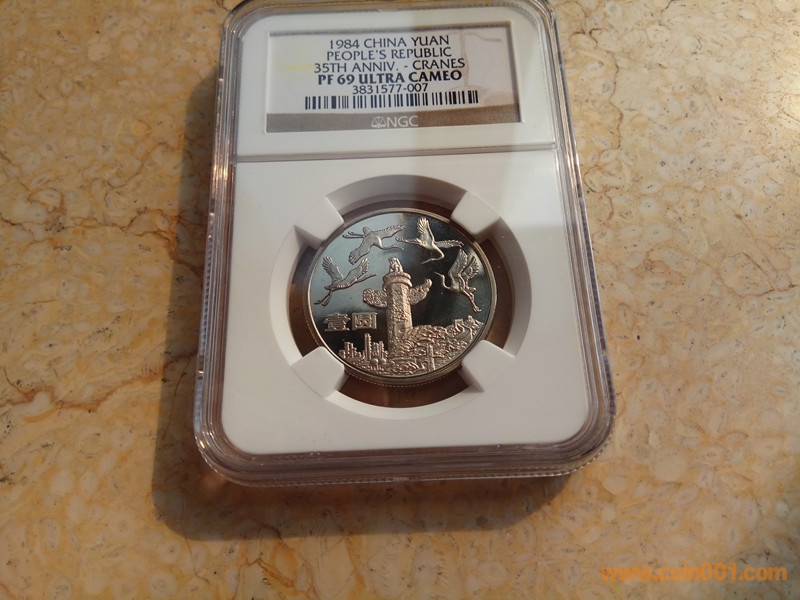 1984 CHINA YUAN
PEOPLE'S REPUBLIC
35TH ANNIV. - CRANES
PF 69 ULTRA CAMEO
3831577-007
NGC
壹圆
www.coin001.com